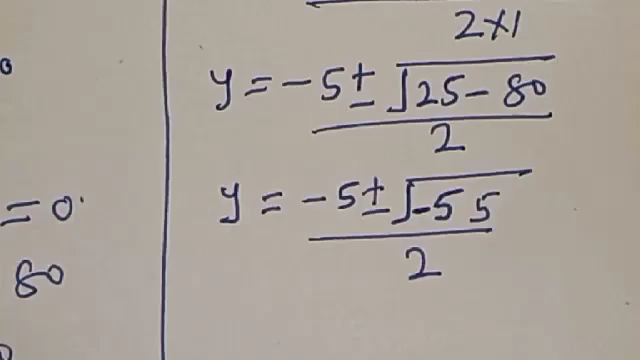 2×1
y = -5 ± √25 - 80
2
y = -5 ± √-55
2
= 0
80